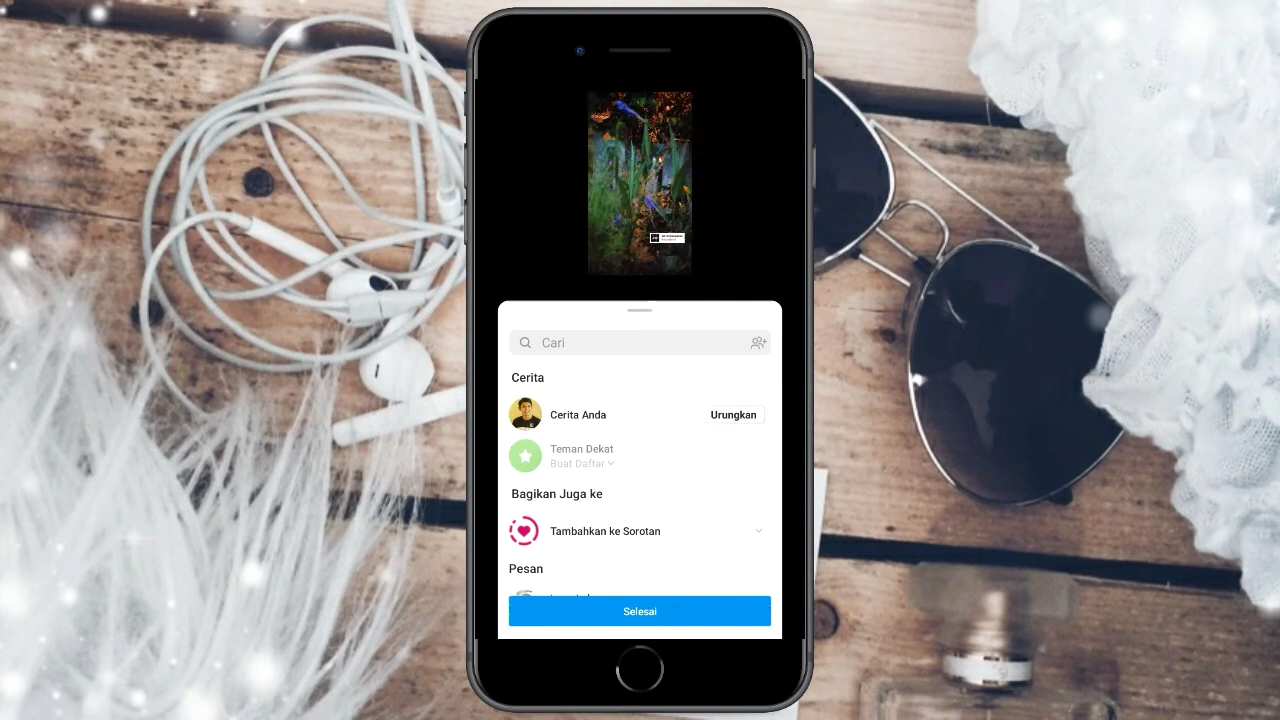 Cari
Cerita
Cerita Anda
Urungkan
Teman Dekat
Buat Daftar
Bagikan Juga ke
Tambahkan ke Sorotan
Pesan
Selesai